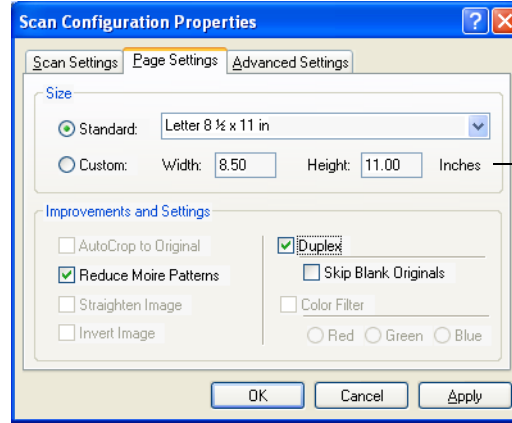 Scan Configuration Properties
Scan Settings Page Settings Advanced Settings
Size
Standard: Letter 8 ½ x 11 in
Custom: Width: 8.50 Height: 11.00 Inches
Improvements and Settings
AutoCrop to Original Duplex
Reduce Moire Patterns Skip Blank Originals
Straighten Image Color Filter
Invert Image Red Green Blue
OK Cancel Apply